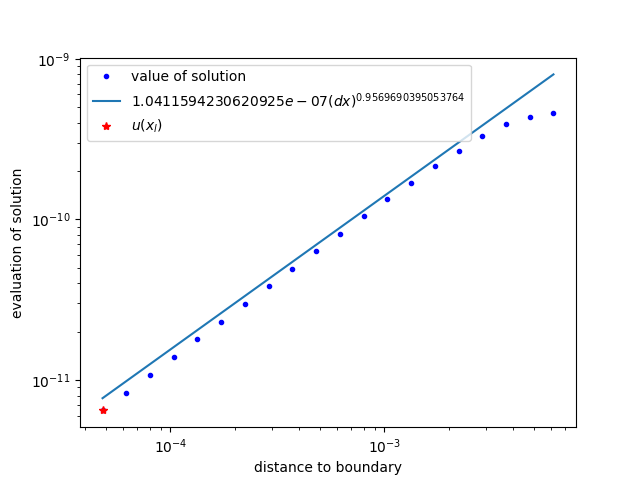 10⁻⁹
value of solution
1.0411594230620925e − 07(dx)^0.9569690395053764
u(x_l)
10⁻¹⁰
10⁻¹¹
evaluation of solution
10⁻⁴
10⁻³
distance to boundary